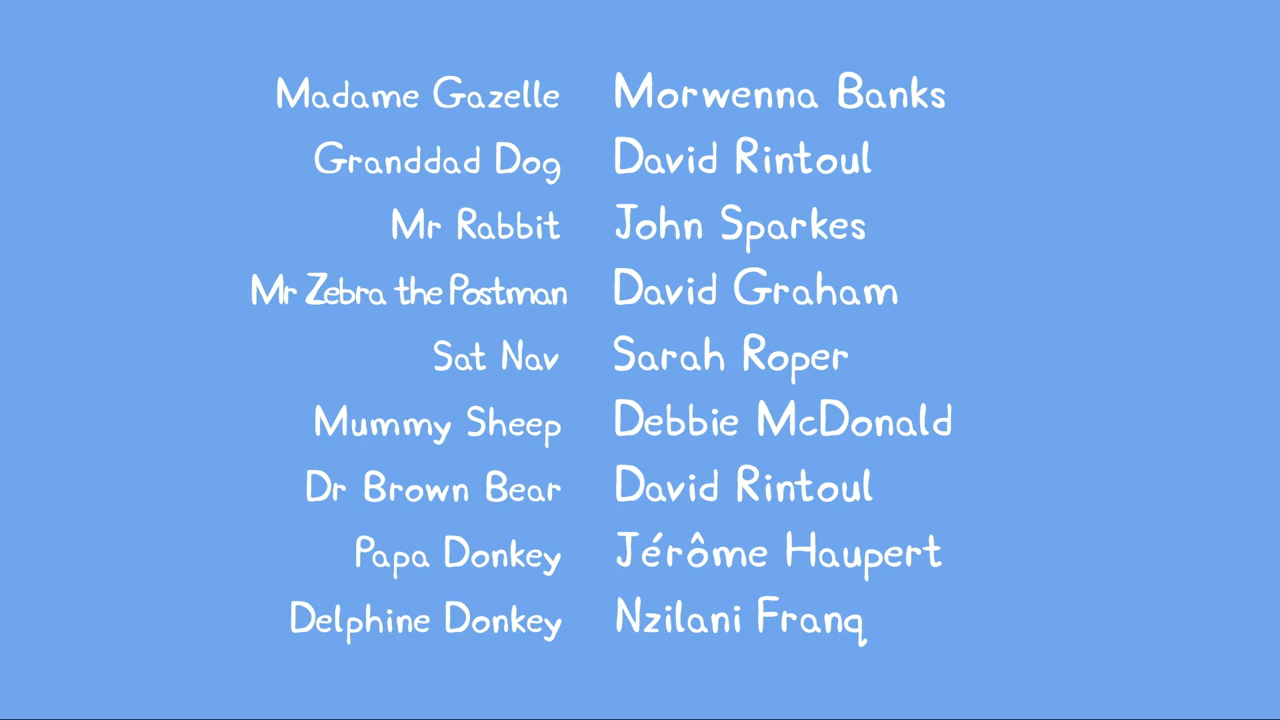 Madame Gazelle Morwenna Banks
Granddad Dog David Rintoul
Mr Rabbit John Sparkes
Mr Zebra the Postman David Graham
Sat Nav Sarah Roper
Mummy Sheep Debbie McDonald
Dr Brown Bear David Rintoul
Papa Donkey Jérôme Haupert
Delphine Donkey Nzilani Franq